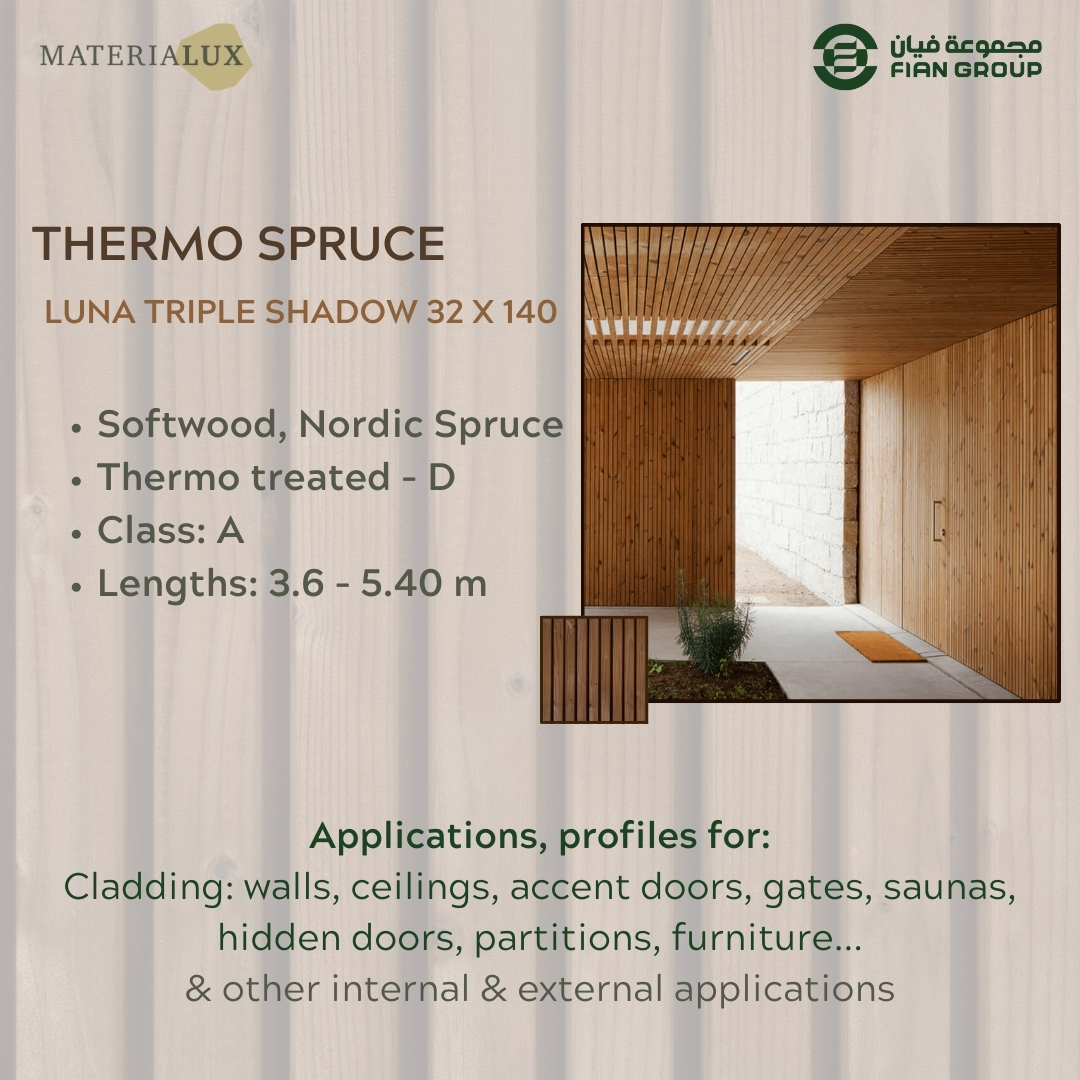 MATERIALUX
مجموعة فيان
FIAN GROUP
THERMO SPRUCE
LUNA TRIPLE SHADOW 32 X 140
• Softwood, Nordic Spruce
• Thermo treated - D
• Class: A
• Lengths: 3.6 - 5.40 m
Applications, profiles for:
Cladding: walls, ceilings, accent doors, gates, saunas,
hidden doors, partitions, furniture...
& other internal & external applications